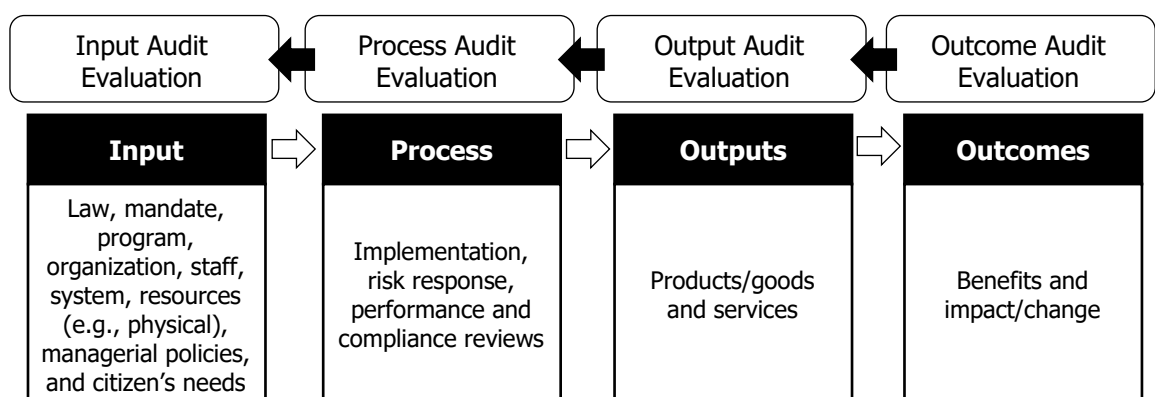 Input Audit
Evaluation
Process Audit
Evaluation
Output Audit
Evaluation
Outcome Audit
Evaluation
Input
Process
Outputs
Outcomes
Law, mandate,
program,
organization, staff,
system, resources
(e.g., physical),
managerial policies,
and citizen's needs
Implementation,
risk response,
performance and
compliance reviews
Products/goods
and services
Benefits and
impact/change